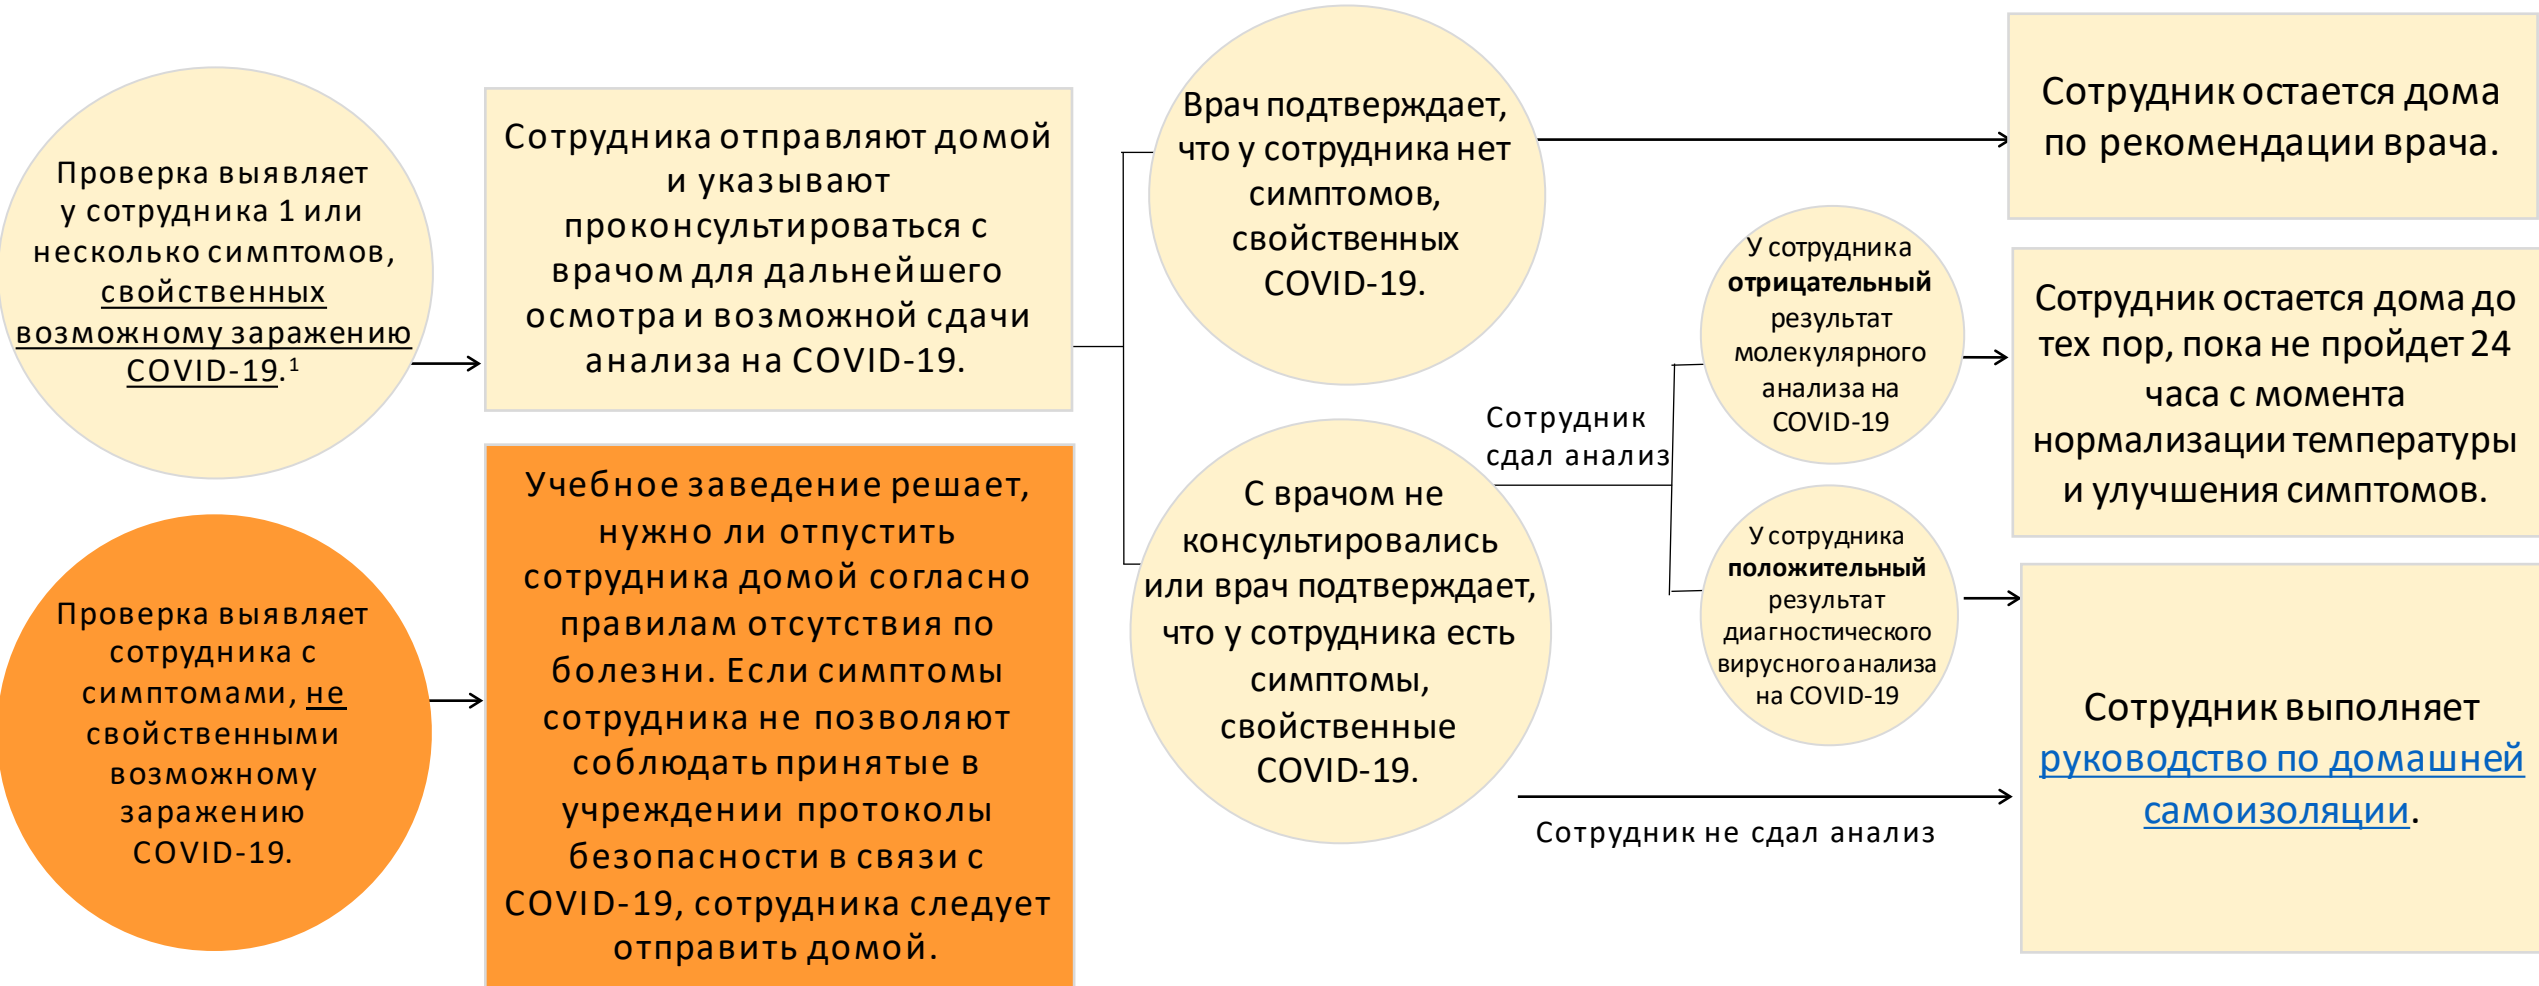 Проверка выявляет
у сотрудника 1 или
несколько симптомов,
свойственных
возможному заражению
COVID-19.¹
Сотрудника отправляют домой
и указывают
проконсультироваться с
врачом для дальнейшего
осмотра и возможной сдачи
анализа на COVID-19.
Врач подтверждает,
что у сотрудника нет
симптомов,
свойственных
COVID-19.
Сотрудник остается дома
по рекомендации врача.
С врачом не
консультировались
или врач подтверждает,
что у сотрудника есть
симптомы,
свойственные
COVID-19.
Сотрудник
сдал анализ
У сотрудника
отрицательный
результат
молекулярного
анализа на
COVID-19
Сотрудник остается дома до
тех пор, пока не пройдет 24
часа с момента
нормализации температуры
и улучшения симптомов.
У сотрудника
положительный
результат
диагностического
вирусного анализа
на COVID-19
Сотрудник не сдал анализ
Сотрудник выполняет
руководство по домашней
самоизоляции.
Проверка выявляет
сотрудника с
симптомами, не
свойственными
возможному
заражению
COVID-19.
Учебное заведение решает,
нужно ли отпустить
сотрудника домой согласно
правилам отсутствия по
болезни. Если симптомы
сотрудника не позволяют
соблюдать принятые в
учреждении протоколы
безопасности в связи с
COVID-19, сотрудника следует
отправить домой.